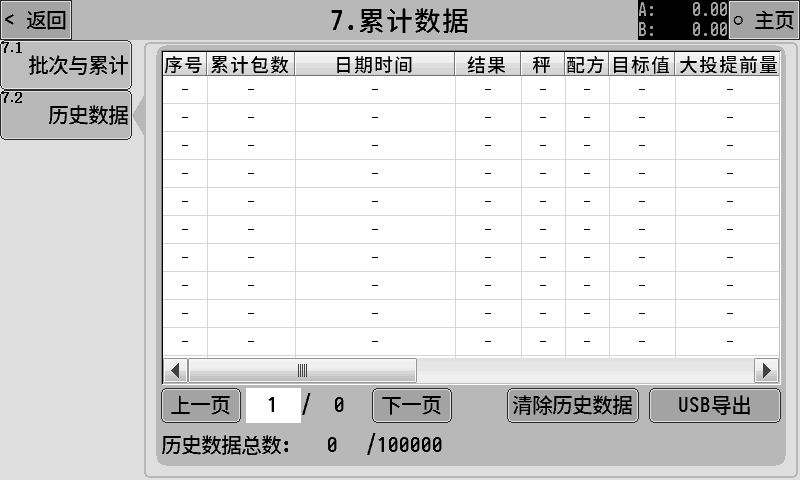 < 返回
7.累计数据
A: 0.00
B: 0.00
○ 主页
7.1
批次与累计
7.2
历史数据
序号 累计包数 日期时间 结果 秤 配方 目标值 大投提前量
- - - - - - - -
- - - - - - - -
- - - - - - - -
- - - - - - - -
- - - - - - - -
- - - - - - - -
- - - - - - - -
- - - - - - - -
- - - - - - - -
- - - - - - - -
上一页 1 / 0 下一页 清除历史数据 USB导出
历史数据总数: 0 /100000